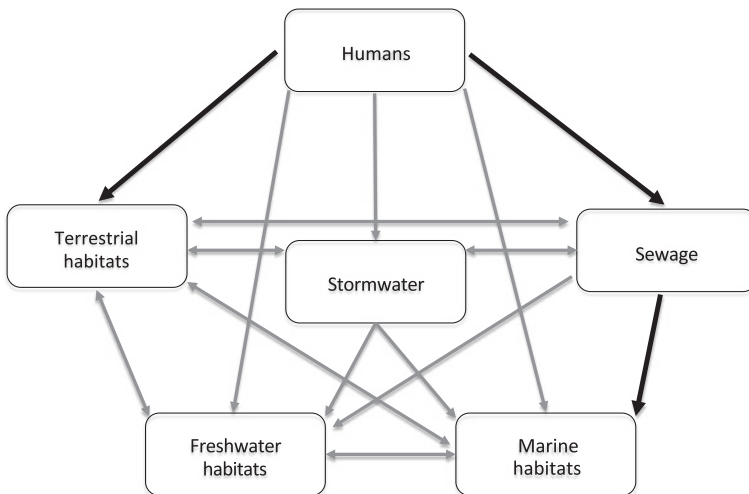 Humans
Terrestrial
habitats
Stormwater
Sewage
Freshwater
habitats
Marine
habitats